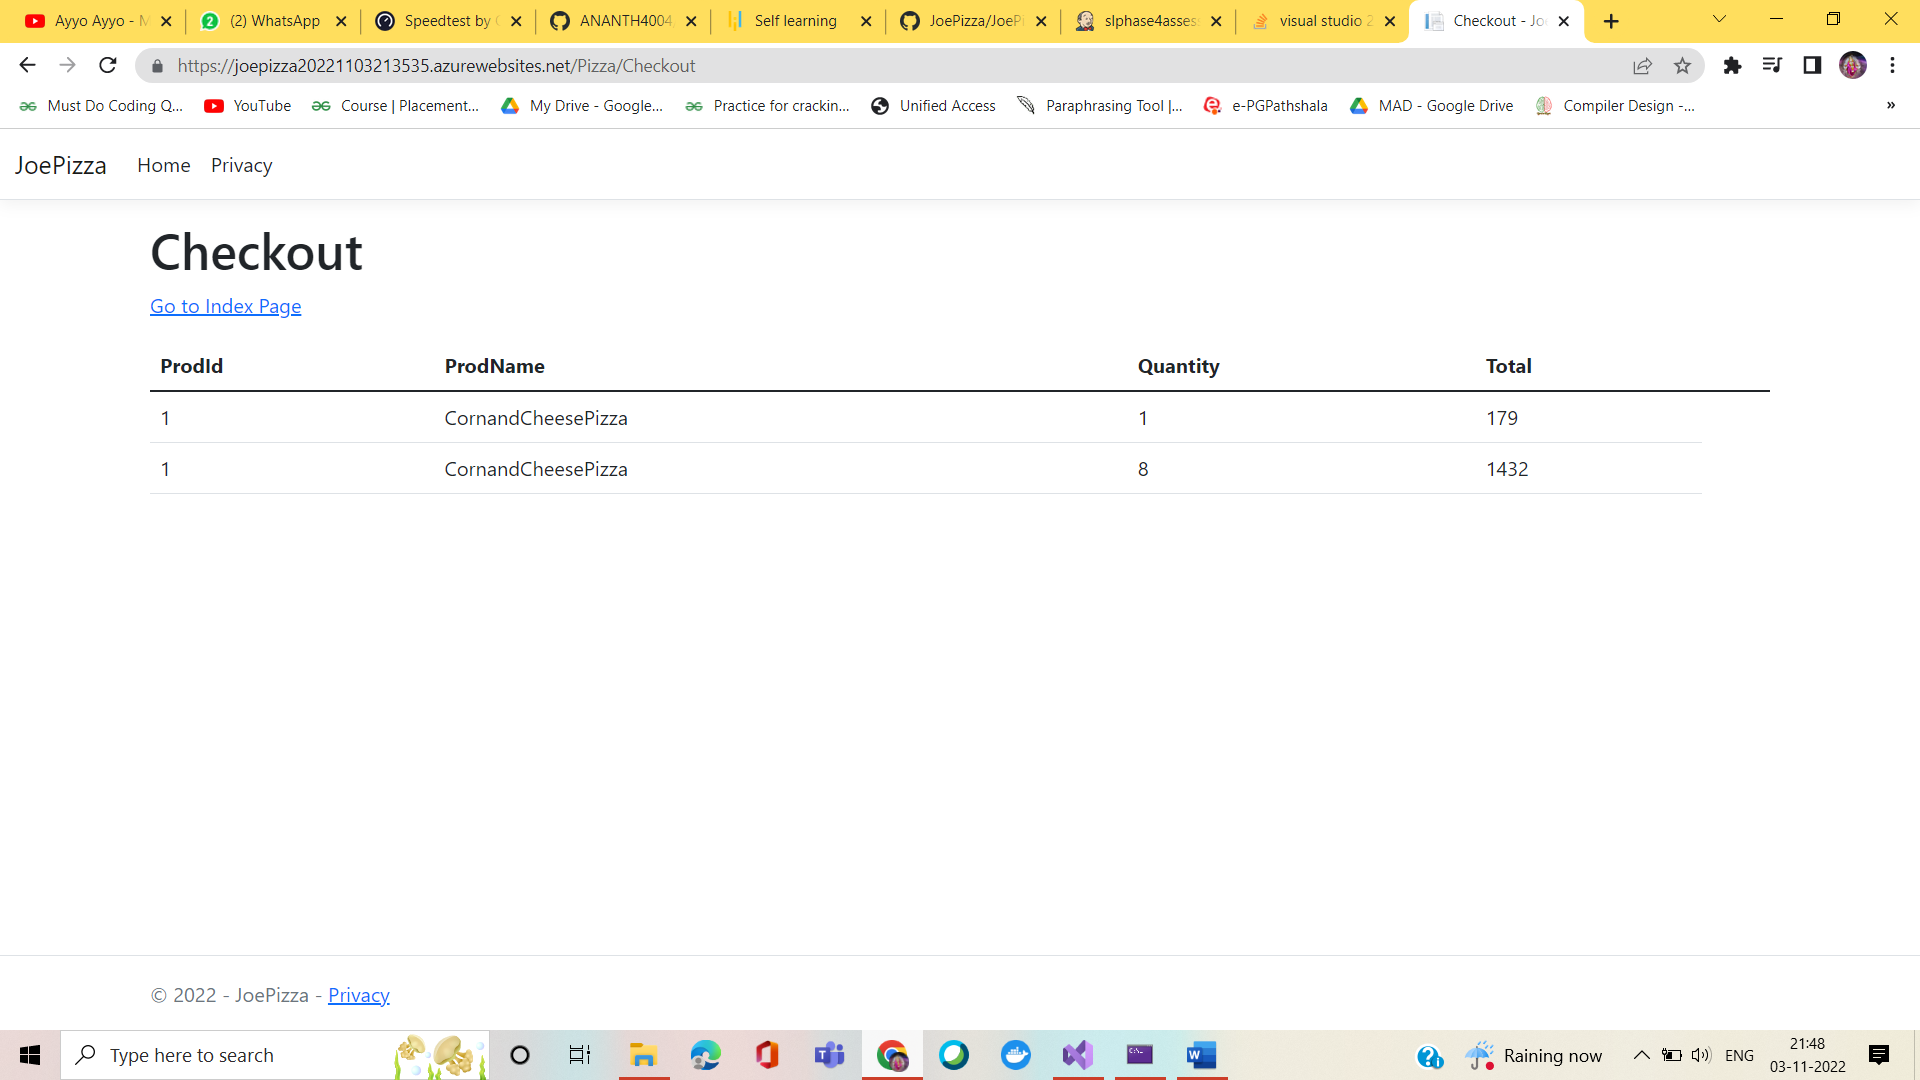 Ayyo Ayyo - M
(2) WhatsApp
Speedtest by
ANANTH4004
Self learning
JoePizza/JoePi
slphase4assess
visual studio 2
Checkout - Joe
https://joepizza20221103213535.azurewebsites.net/Pizza/Checkout
Must Do Coding Q...
YouTube
Course | Placement...
My Drive - Google...
Practice for crackin...
Unified Access
Paraphrasing Tool |...
e-PGPathshala
MAD - Google Drive
Compiler Design -...
»
JoePizza Home Privacy
Checkout
Go to Index Page
ProdId ProdName Quantity Total
1 CornandCheesePizza 1 179
1 CornandCheesePizza 8 1432
© 2022 - JoePizza - Privacy
Type here to search
Raining now
ENG
21:48
03-11-2022